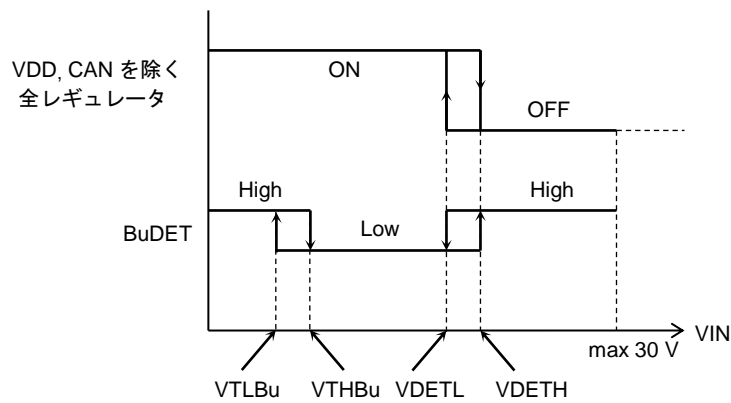 VDD, CAN を除く
全レギュレータ
ON
OFF
High
High
BuDET
Low
VIN
max 30 V
VTLBu VTHBu VDETL VDETH